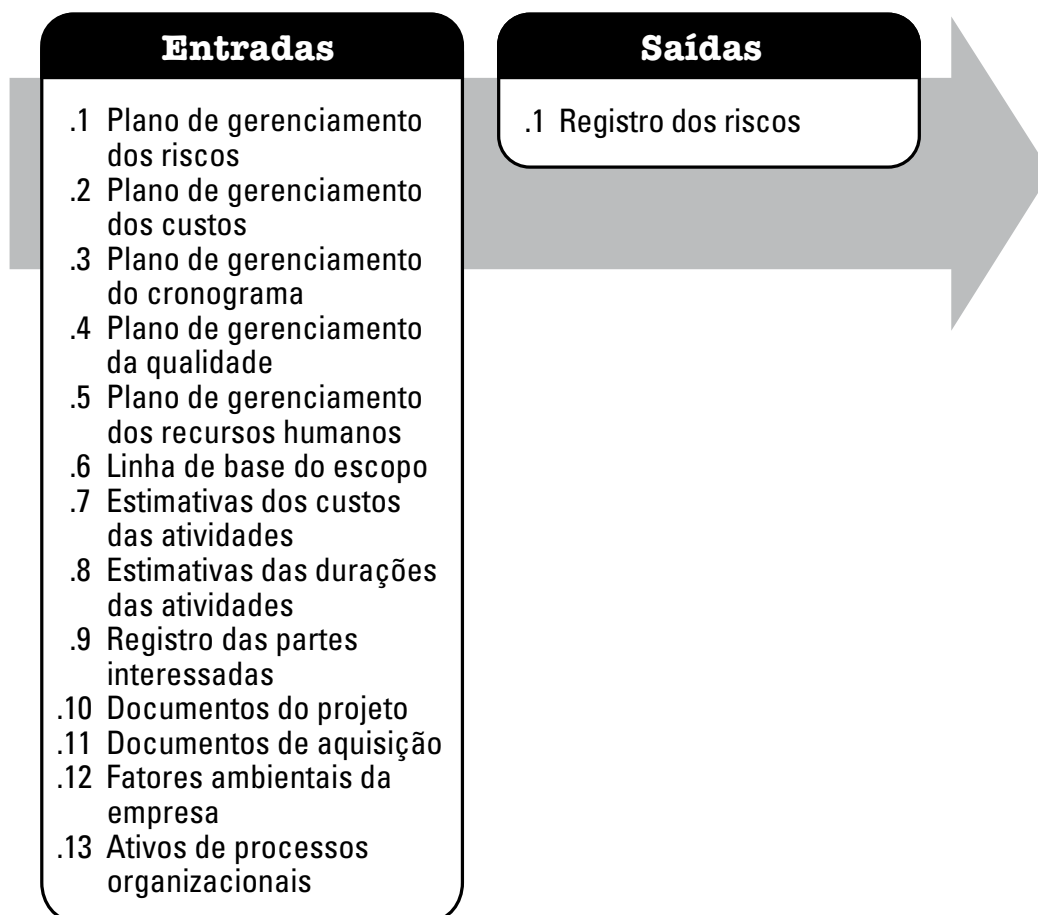 Entradas
.1 Plano de gerenciamento
dos riscos
.2 Plano de gerenciamento
dos custos
.3 Plano de gerenciamento
do cronograma
.4 Plano de gerenciamento
da qualidade
.5 Plano de gerenciamento
dos recursos humanos
.6 Linha de base do escopo
.7 Estimativas dos custos
das atividades
.8 Estimativas das durações
das atividades
.9 Registro das partes
interessadas
.10 Documentos do projeto
.11 Documentos de aquisição
.12 Fatores ambientais da
empresa
.13 Ativos de processos
organizacionais
Saídas
.1 Registro dos riscos